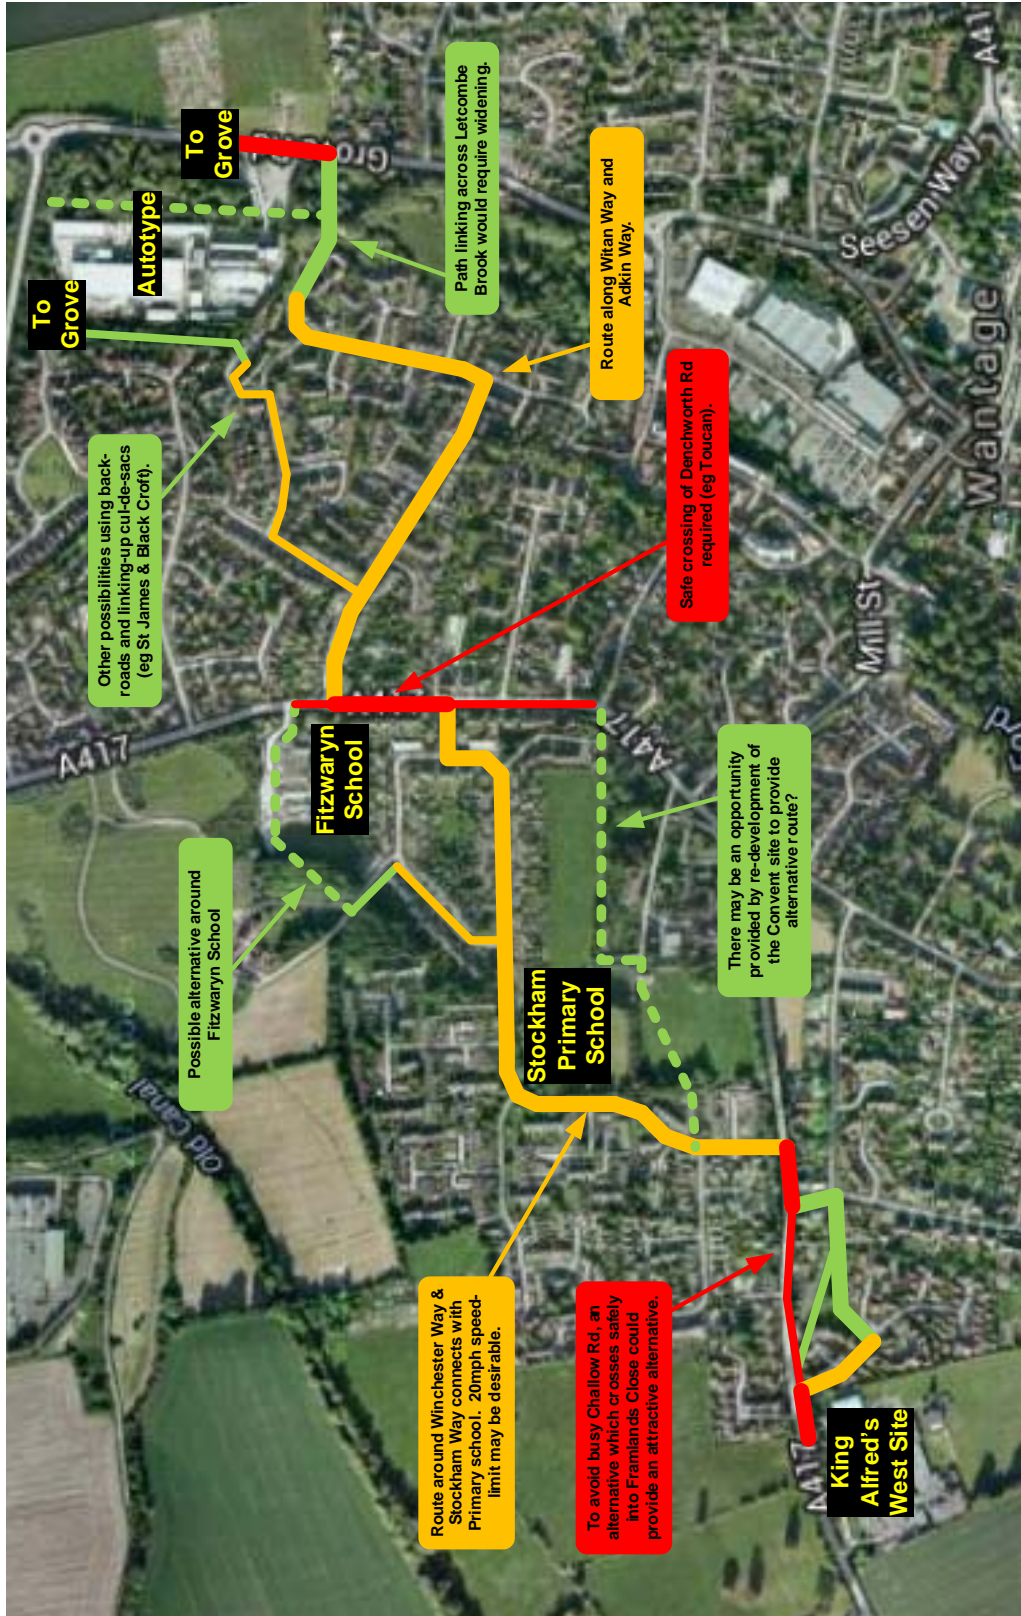 To
Grove
Autotype
To
Grove
Path linking across Letcombe
Brook would require widening.
Route along Witan Way and
Adkin Way.
Other possibilities using back-
roads and linking-up cul-de-sacs
(eg St James & Black Croft).
Safe crossing of Denchworth Rd
required (eg Toucan).
Fitzwaryn
School
Possible alternative around
Fitzwaryn School
There may be an opportunity
provided by re-development of
the Convent site to provide
alternative route?
Stockham
Primary
School
Route around Winchester Way &
Stockham Way connects with
Primary school. 20mph speed-
limit may be desirable.
To avoid busy Challow Rd, an
alternative which crosses safely
into Framlands Close could
provide an attractive alternative.
King
Alfred's
West Site
A417
A417
A417
Old Canal
Mill St
Seesen Way
Wantage
A41
Gro